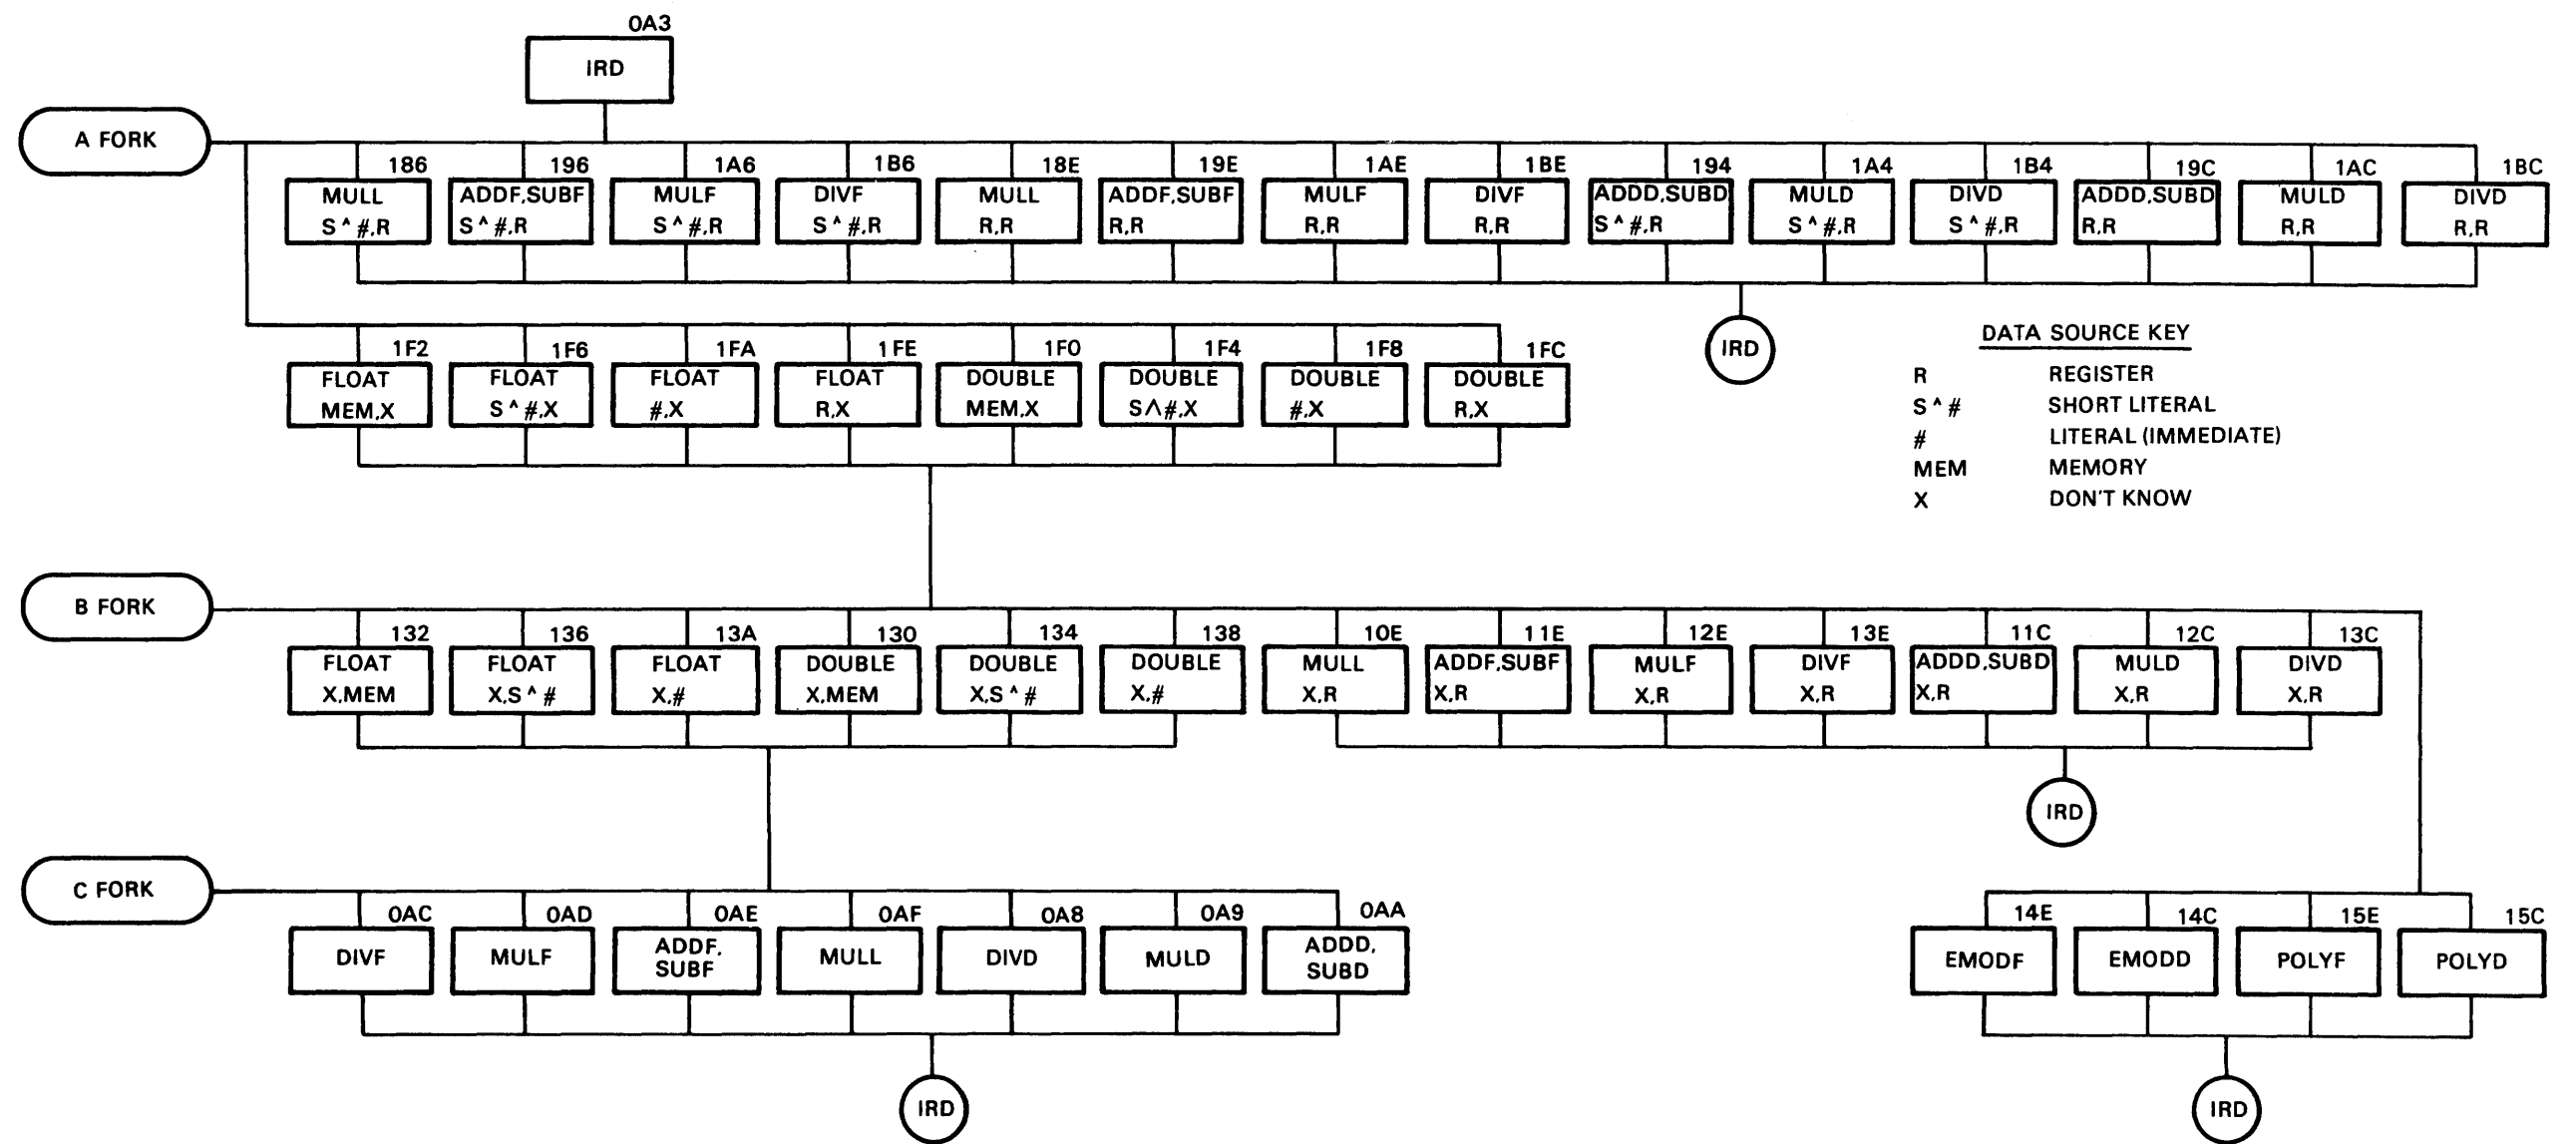 0A3
IRD
A FORK
186 196 1A6 1B6 18E 19E 1AE 1BE 194 1A4 1B4 19C 1AC 1BC
MULL ADDF,SUBF MULF DIVF MULL ADDF,SUBF MULF DIVF ADDD,SUBD MULD DIVD ADDD,SUBD MULD DIVD
S^#,R S^#,R S^#,R S^#,R R,R R,R R,R R,R S^#,R S^#,R S^#,R R,R R,R R,R
IRD
1F2 1F6 1FA 1FE 1F0 1F4 1F8 1FC
FLOAT FLOAT FLOAT FLOAT DOUBLE DOUBLE DOUBLE DOUBLE
MEM,X S^#,X #,X R,X MEM,X S^#,X #,X R,X
DATA SOURCE KEY
R REGISTER
S^# SHORT LITERAL
# LITERAL (IMMEDIATE)
MEM MEMORY
X DON'T KNOW
B FORK
132 136 13A 130 134 138 10E 11E 12E 13E 11C 12C 13C
FLOAT FLOAT FLOAT DOUBLE DOUBLE DOUBLE MULL ADDF,SUBF MULF DIVF ADDD,SUBD MULD DIVD
X,MEM X,S^# X,# X,MEM X,S^# X,# X,R X,R X,R X,R X,R X,R X,R
IRD
C FORK
0AC 0AD 0AE 0AF 0A8 0A9 0AA 14E 14C 15E 15C
DIVF MULF ADDF, SUBF MULL DIVD MULD ADDD, SUBD EMODF EMODD POLYF POLYD
IRD IRD